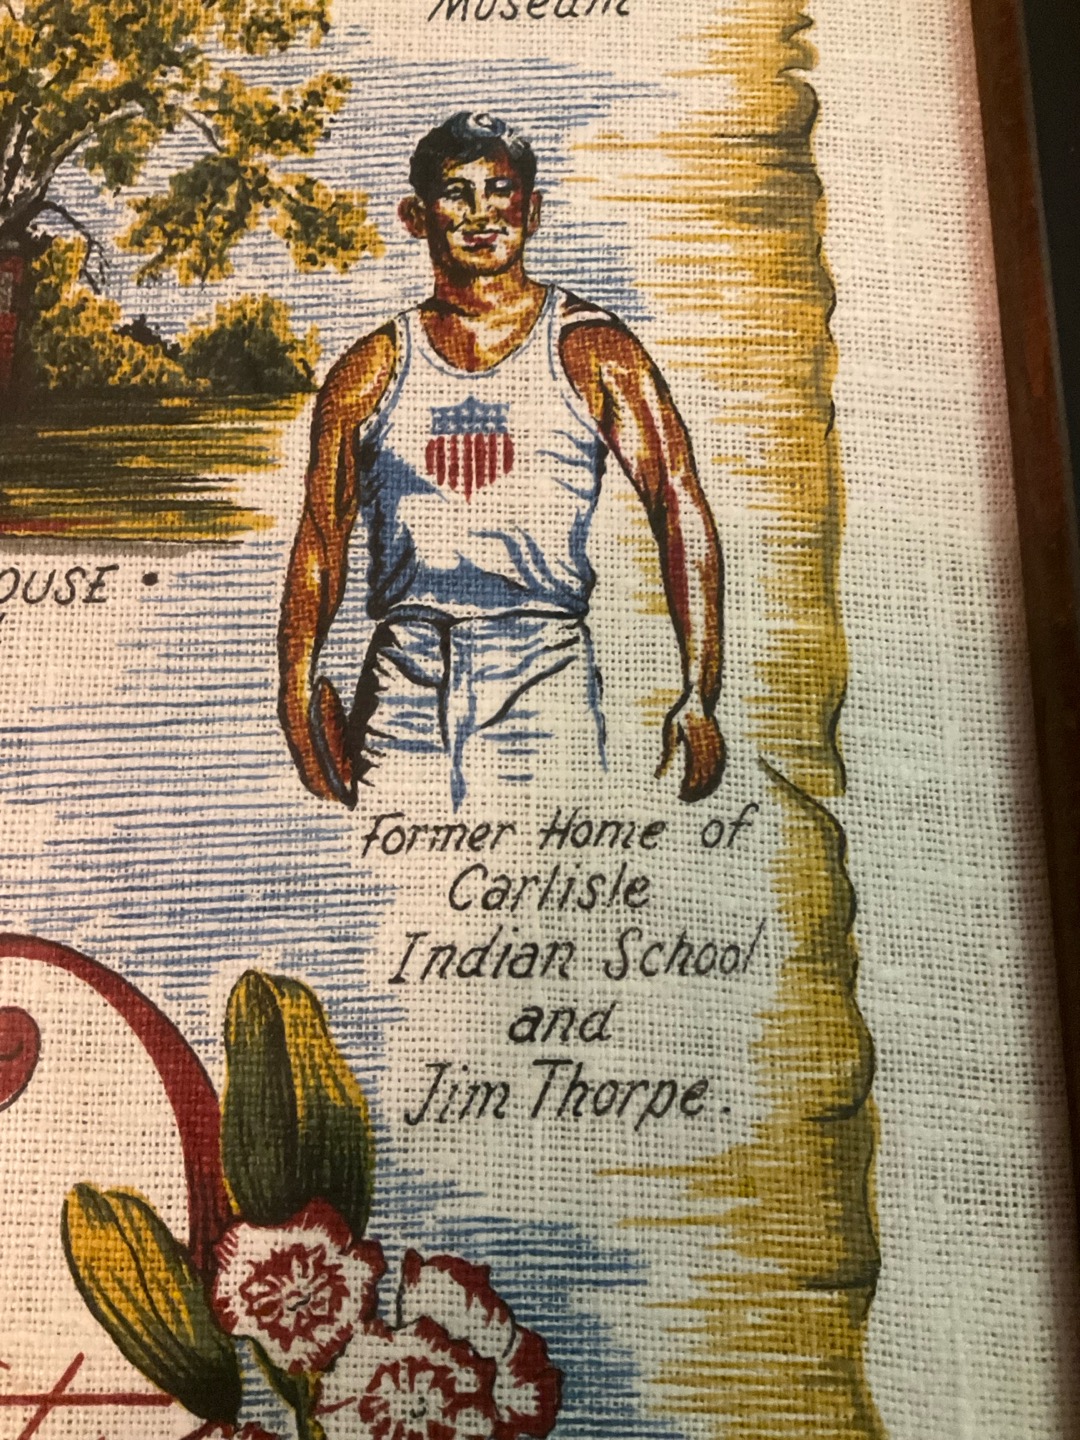 Museum
OUSE •
Former Home of
Carlisle
Indian School
and
Jim Thorpe.